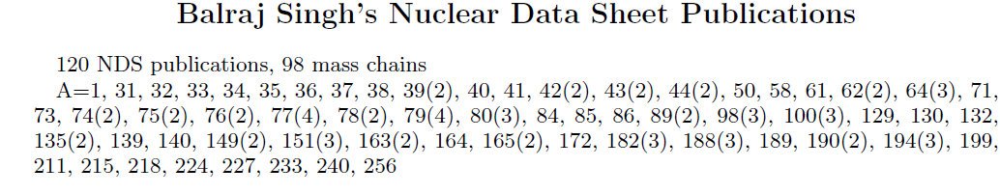 Balraj Singh's Nuclear Data Sheet Publications
120 NDS publications, 98 mass chains
A=1, 31, 32, 33, 34, 35, 36, 37, 38, 39(2), 40, 41, 42(2), 43(2), 44(2), 50, 58, 61, 62(2), 64(3), 71,
73, 74(2), 75(2), 76(2), 77(4), 78(2), 79(4), 80(3), 84, 85, 86, 89(2), 98(3), 100(3), 129, 130, 132,
135(2), 139, 140, 149(2), 151(3), 163(2), 164, 165(2), 172, 182(3), 188(3), 189, 190(2), 194(3), 199,
211, 215, 218, 224, 227, 233, 240, 256